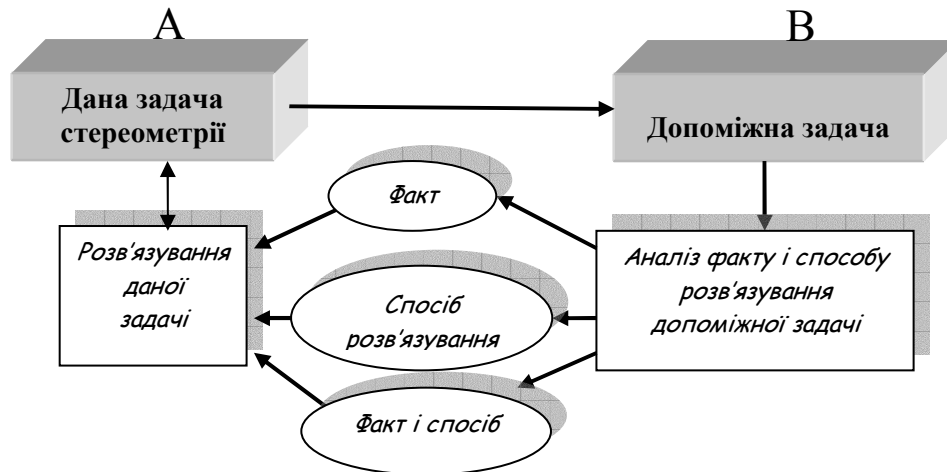 А
В
Дана задача
стереометрії
Допоміжна задача
Факт
Розв'язування
даної
задачі
Спосіб
розв'язування
Аналіз факту і способу
розв'язування
допоміжної задачі
Факт і спосіб